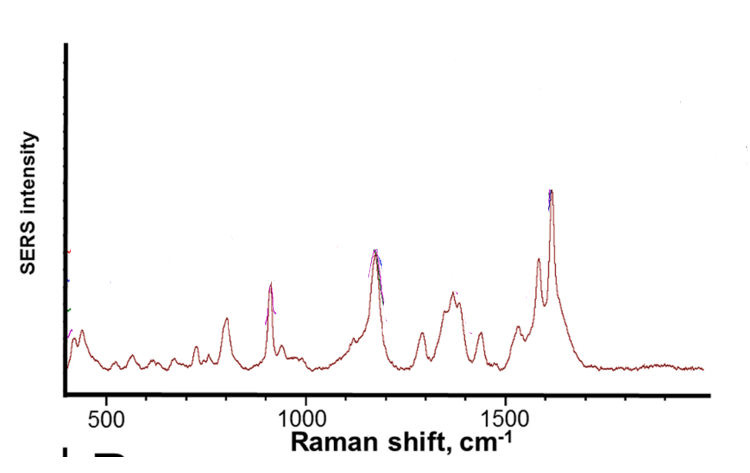 SERS intensity
500 1000 1500
Raman shift, cm-1